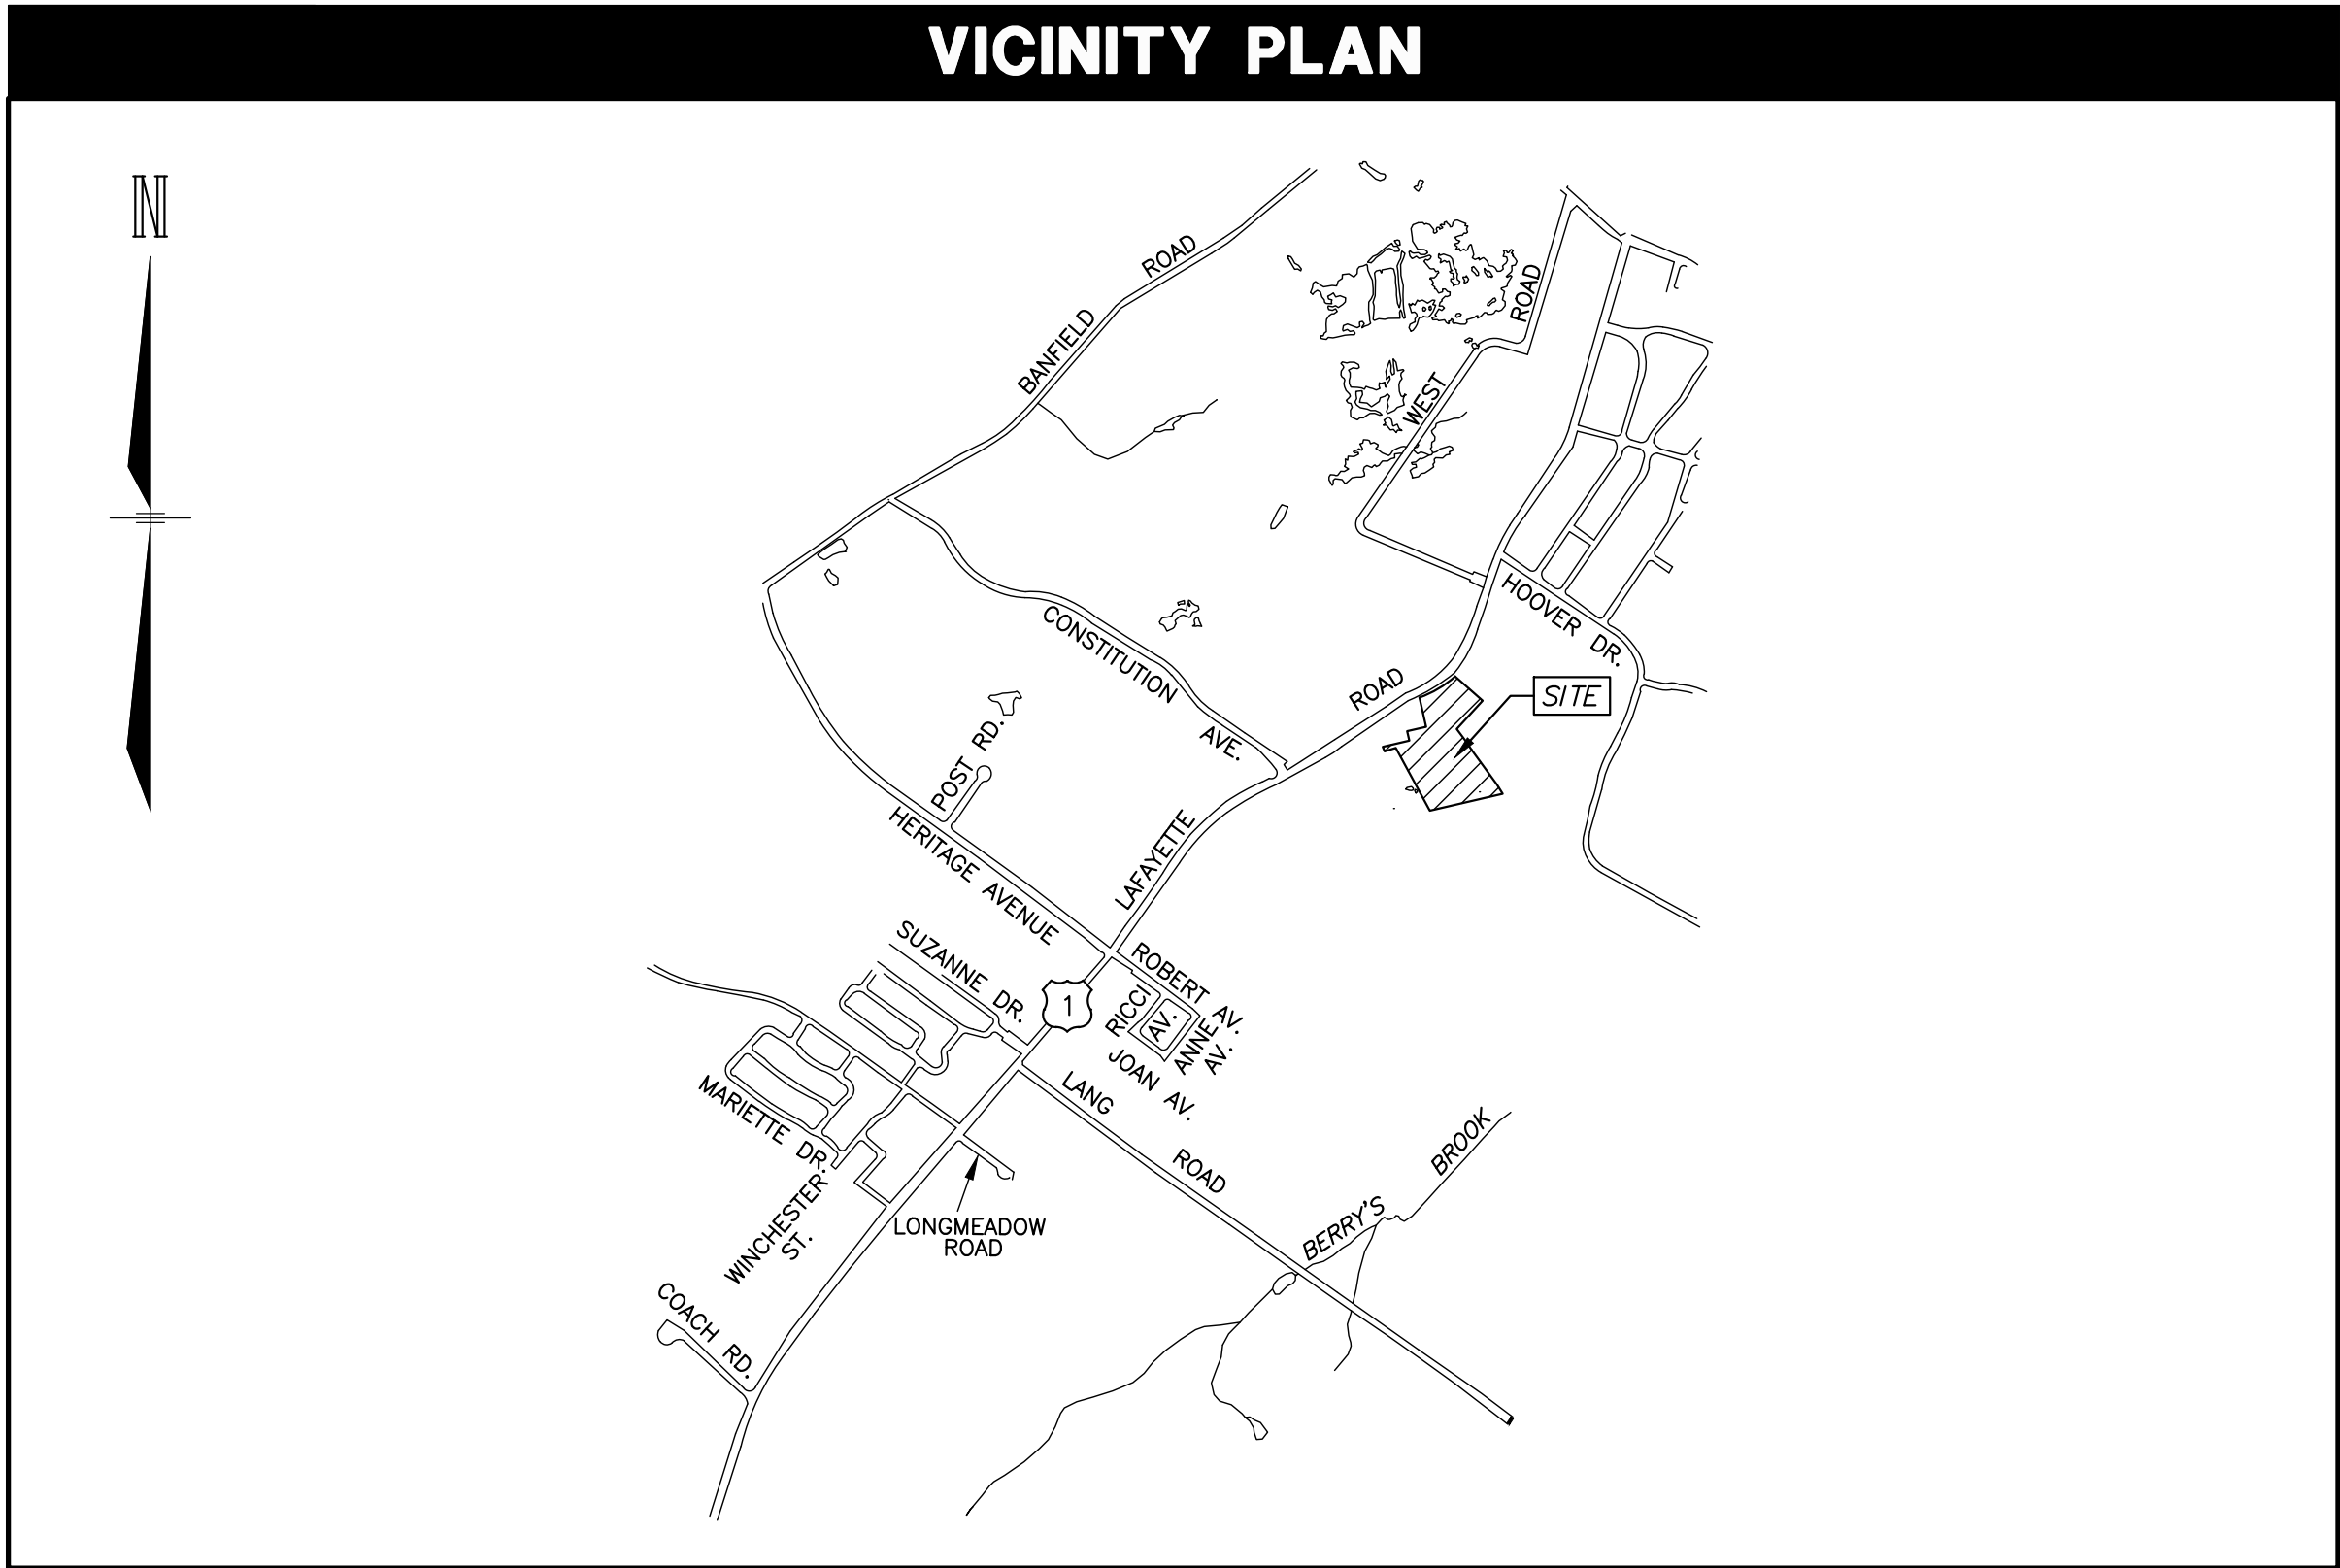 VICINITY PLAN
N
BANFIELD ROAD
WEST ROAD
HOOVER DR.
CONSTITUTION AVE.
SITE
POST RD.
LAFAYETTE ROAD
HERITAGE AVENUE
SUZANNE DR.
1
ROBERT AV.
RICCI AV.
ANNE
AV.
JOAN AV.
LANG ROAD
MARIETTE DR.
WINCHESTER
ST.
LONGMEADOW
ROAD
BERRY'S BROOK
COACH RD.